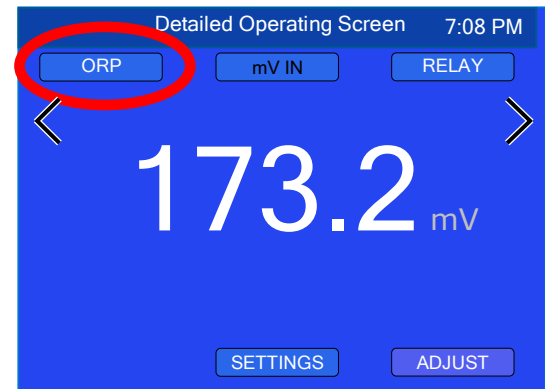 Detailed Operating Screen 7:08 PM
ORP mV IN RELAY
173.2 mV
SETTINGS ADJUST